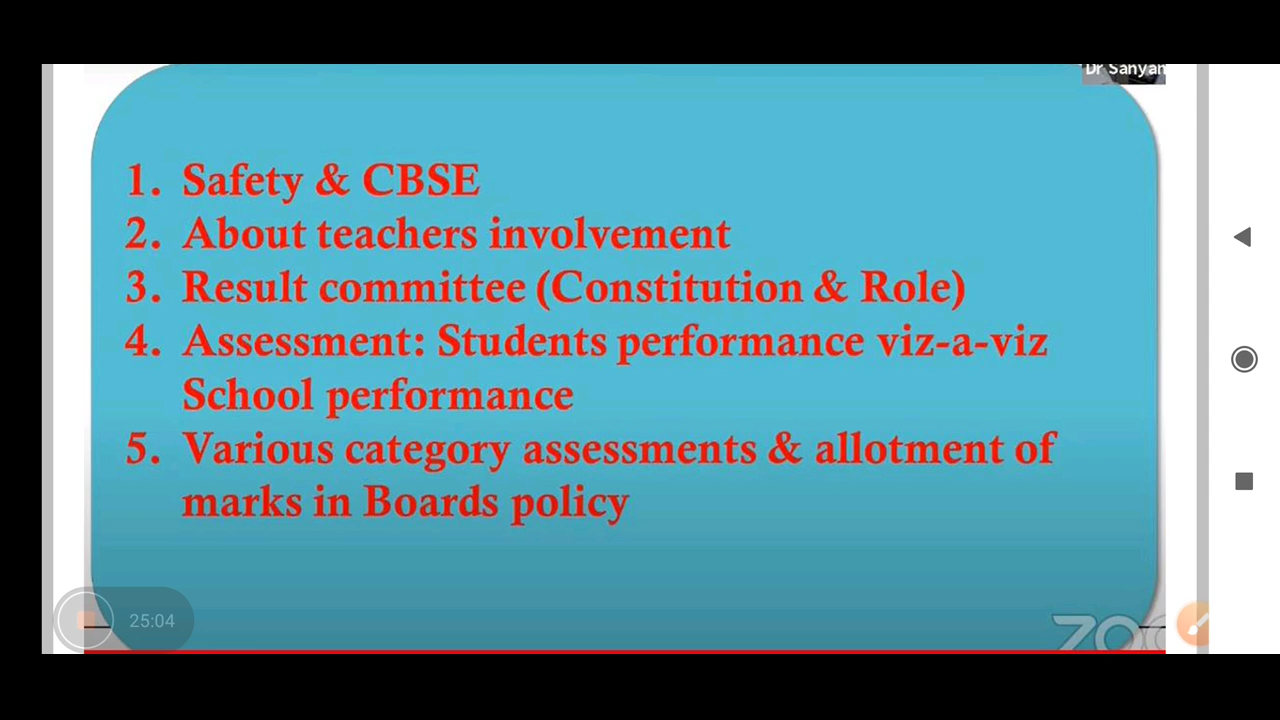 Dr Sanyam
1. Safety & CBSE
2. About teachers involvement
3. Result committee (Constitution & Role)
4. Assessment: Students performance viz-a-viz
School performance
5. Various category assessments & allotment of
marks in Boards policy
25:04